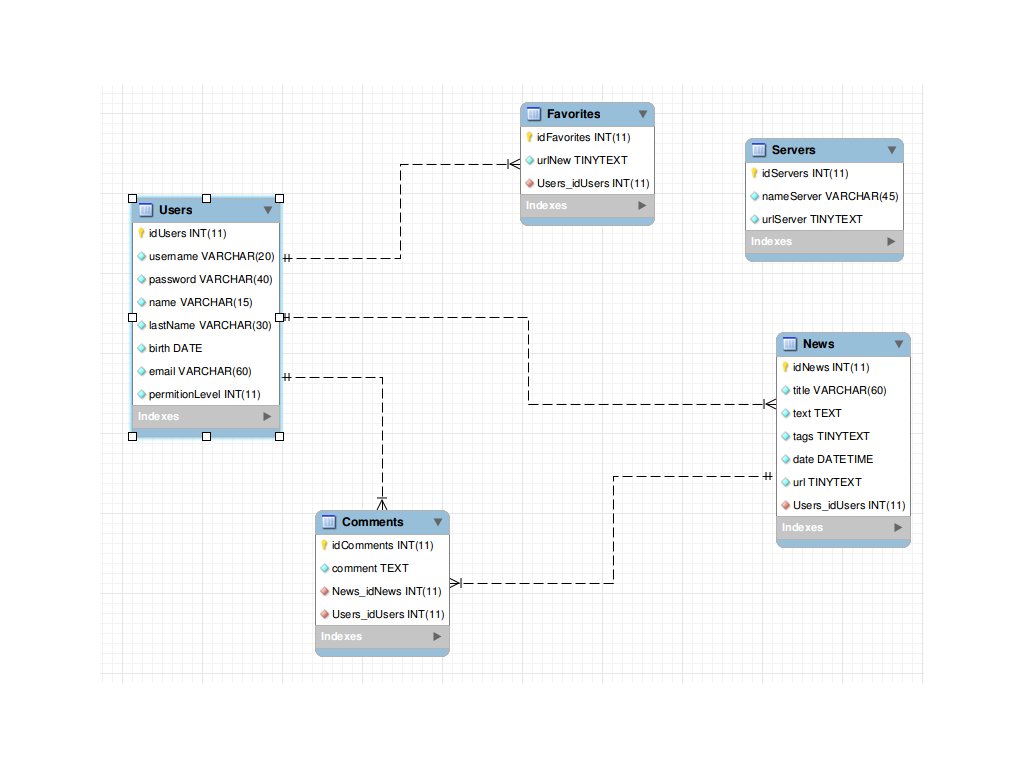 Favorites
idFavorites INT(11)
urlNew TINYTEXT
Users_idUsers INT(11)
Indexes
Servers
idServers INT(11)
nameServer VARCHAR(45)
urlServer TINYTEXT
Indexes
Users
idUsers INT(11)
username VARCHAR(20)
password VARCHAR(40)
name VARCHAR(15)
lastName VARCHAR(30)
birth DATE
email VARCHAR(60)
permitionLevel INT(11)
Indexes
News
idNews INT(11)
title VARCHAR(60)
text TEXT
tags TINYTEXT
date DATETIME
url TINYTEXT
Users_idUsers INT(11)
Indexes
Comments
idComments INT(11)
comment TEXT
News_idNews INT(11)
Users_idUsers INT(11)
Indexes